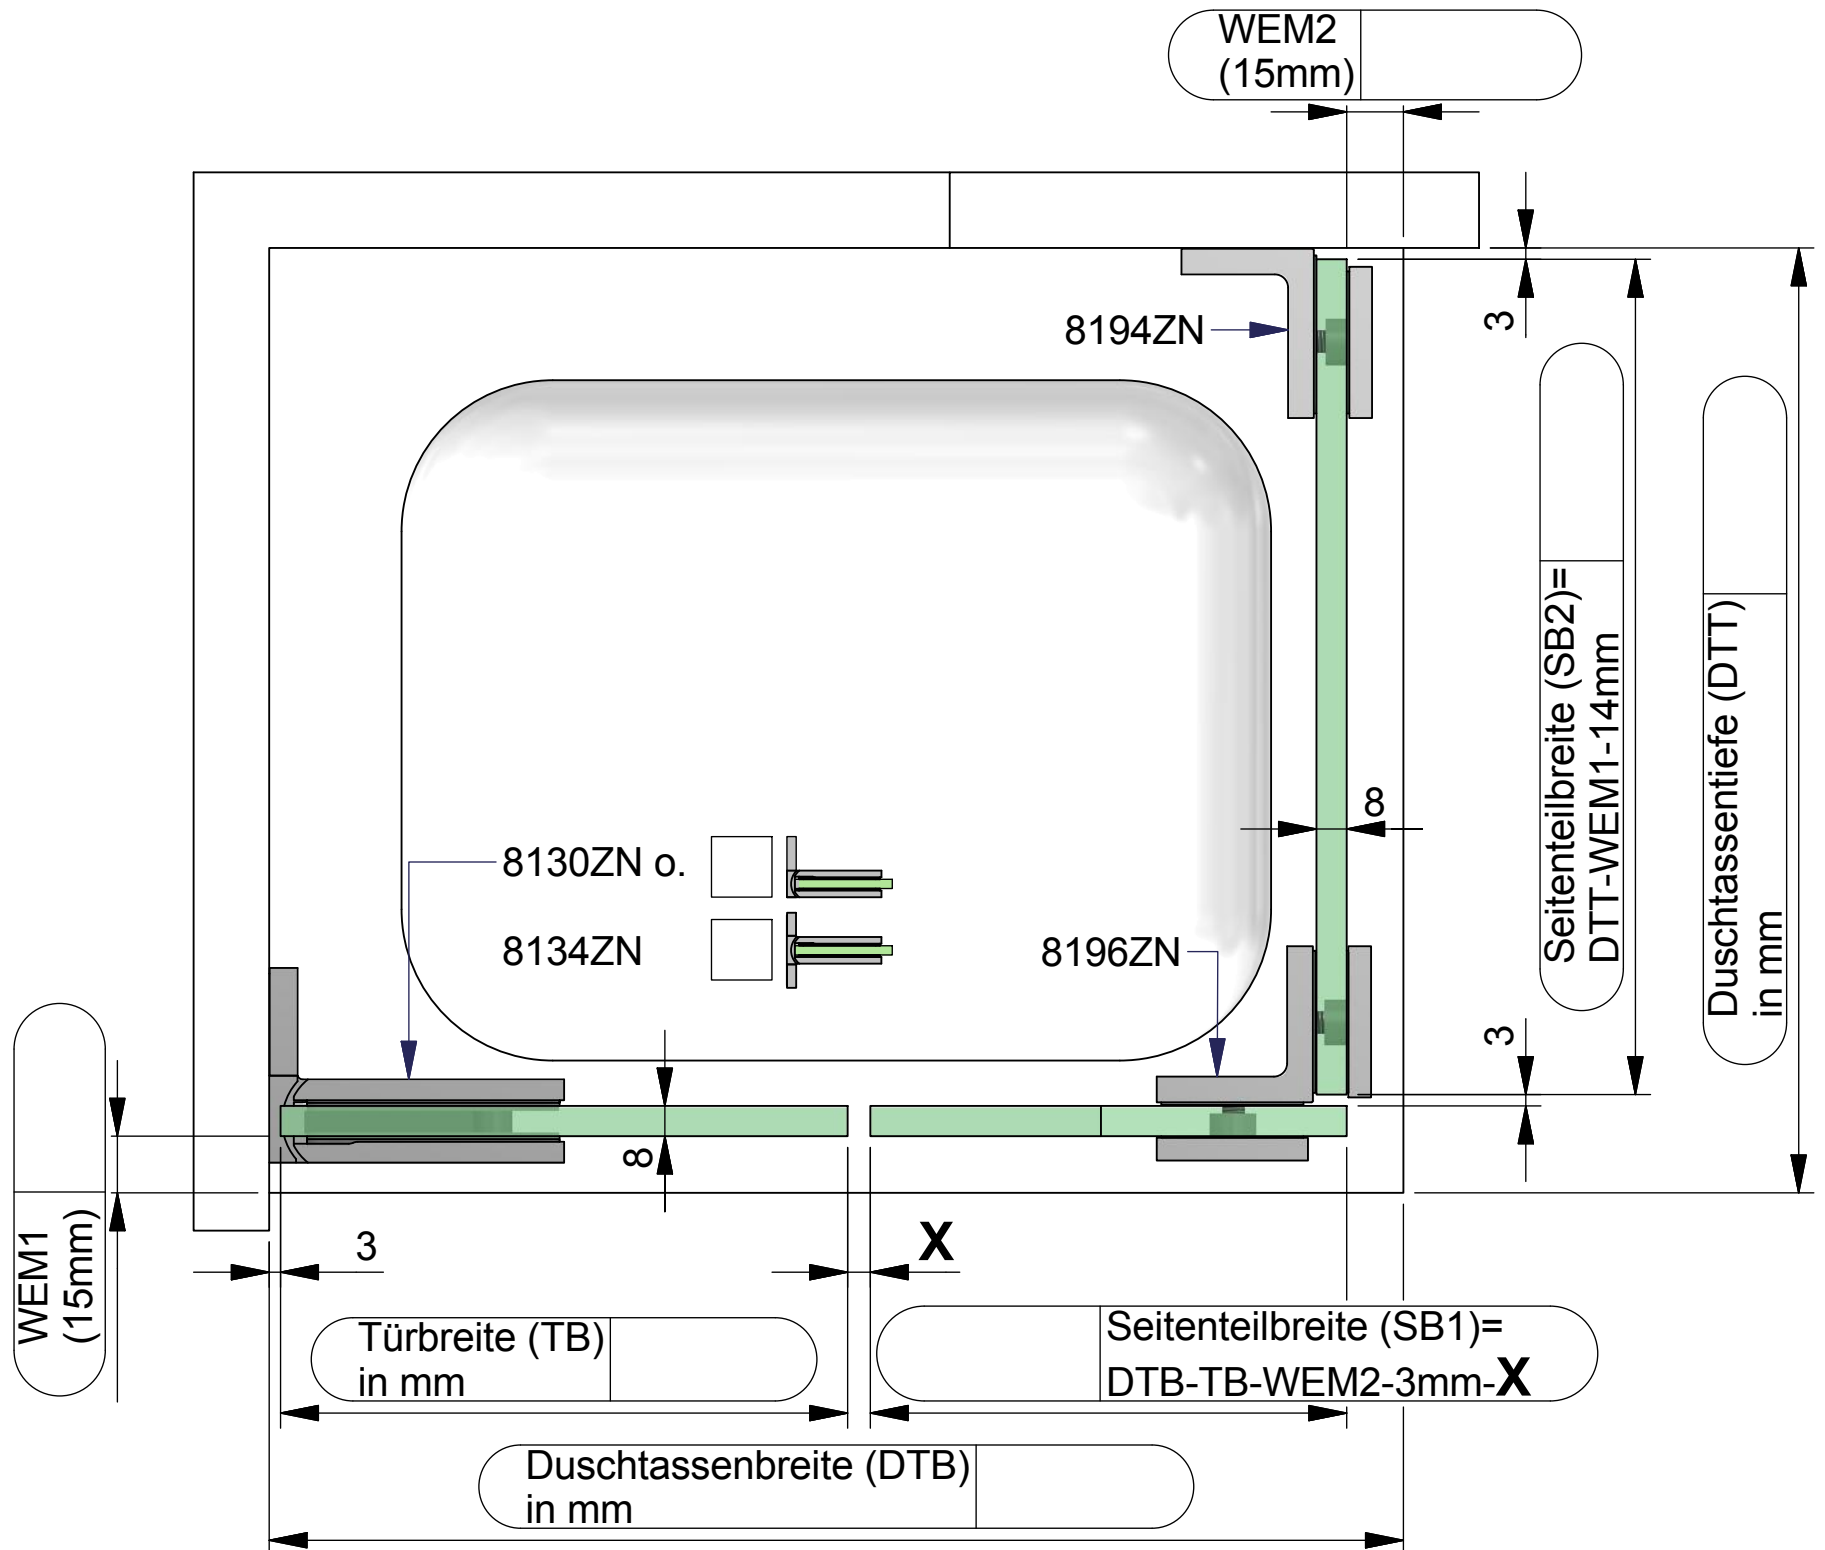 WEM2
(15mm)
8194ZN
3
Seitenteilbreite (SB2)=
DTT-WEM1-14mm
Duschtassentiefe (DTT)
in mm
8
8130ZN o.
8134ZN
8196ZN
3
8
WEM1
(15mm)
3
X
Türbreite (TB)
in mm
Seitenteilbreite (SB1)=
DTB-TB-WEM2-3mm-X
Duschtassenbreite (DTB)
in mm